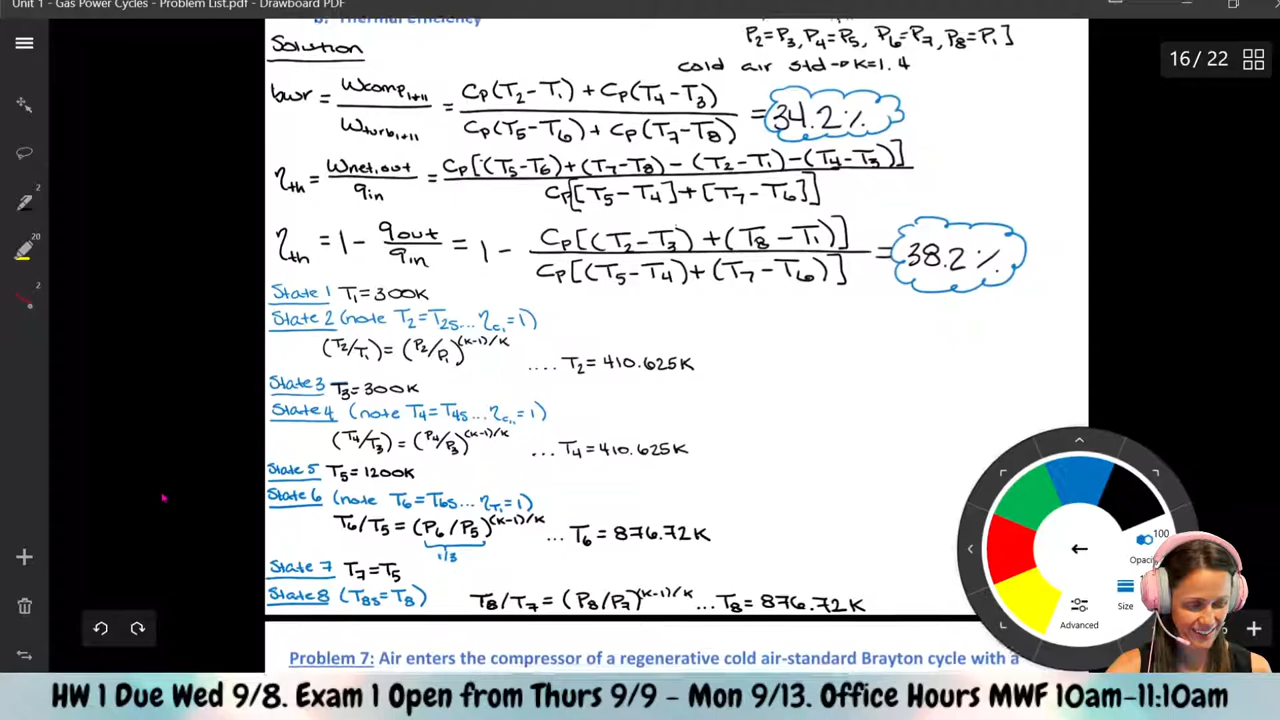 Unit 1 - Gas Power Cycles - Problem List.pdf - Drawboard PDF
b. Thermal efficiency
P2=P3, P4=P5, P6=P7, P8=P1]
Solution
cold air std → K=1.4
16 / 22
bwr = Wcomp I+II / Wturb I+II = Cp(T2-T1) + Cp(T4-T3) / Cp(T5-T6) + Cp(T7-T8) = 34.2%
ηth = Wnet,out / qin = Cp[(T5-T6)+(T7-T8) - (T2-T1) - (T4-T3)] / Cp[[T5-T4]+[T7-T6]]
ηth = 1 - qout / qin = 1 - Cp[(T2-T3) + (T8-T1)] / Cp[(T5-T4)+(T7-T6)] = 38.2%
State 1 T1=300K
State 2 (note T2=T2s... ηc1=1)
(T2/T1) = (P2/P1)^(K-1)/K .... T2=410.625K
State 3 T3=300K
State 4 (note T4=T4s... ηc11=1)
(T4/T3) = (P4/P3)^(K-1)/K ... T4=410.625K
State 5 T5=1200K
State 6 (note T6=T6s... ηT1=1)
T6/T5 = (P6/P5)^(K-1)/K ... T6=876.72K
1/3
State 7 T7=T5
State 8 (T8s=T8) T8/T7 = (P8/P7)^(K-1)/K ... T8=876.72K
2
20
2
100
Opacity
Size
Advanced
Problem 7: Air enters the compressor of a regenerative cold air-standard Brayton cycle with a
HW 1 Due Wed 9/8. Exam 1 Open from Thurs 9/9 - Mon 9/13. Office Hours MWF 10am-11:10am